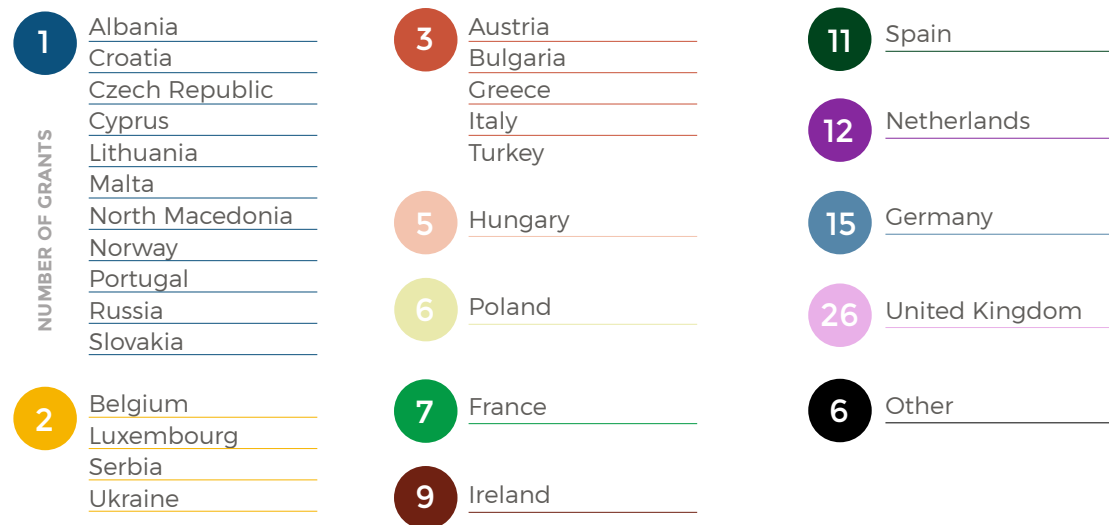 NUMBER OF GRANTS
1
Albania
Croatia
Czech Republic
Cyprus
Lithuania
Malta
North Macedonia
Norway
Portugal
Russia
Slovakia
2
Belgium
Luxembourg
Serbia
Ukraine
3
Austria
Bulgaria
Greece
Italy
Turkey
5
Hungary
6
Poland
7
France
9
Ireland
11
Spain
12
Netherlands
15
Germany
26
United Kingdom
6
Other